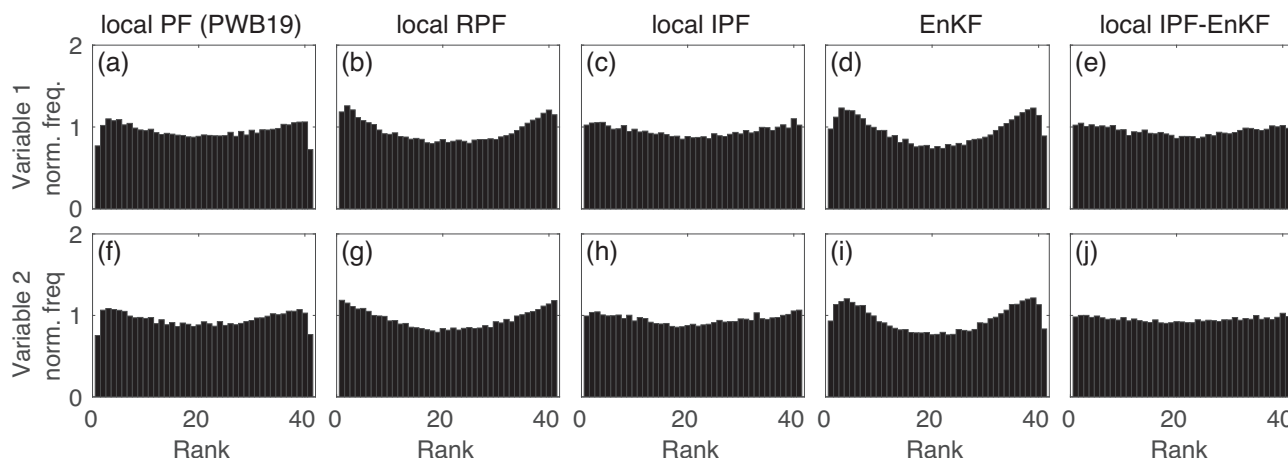 local PF (PWB19) local RPF local IPF EnKF local IPF-EnKF
Variable 1
norm. freq.
2
1
0
(a) (b) (c) (d) (e)
Variable 2
norm. freq
2
1
0
(f) (g) (h) (i) (j)
0 20 40 0 20 40 0 20 40 0 20 40 0 20 40
Rank Rank Rank Rank Rank